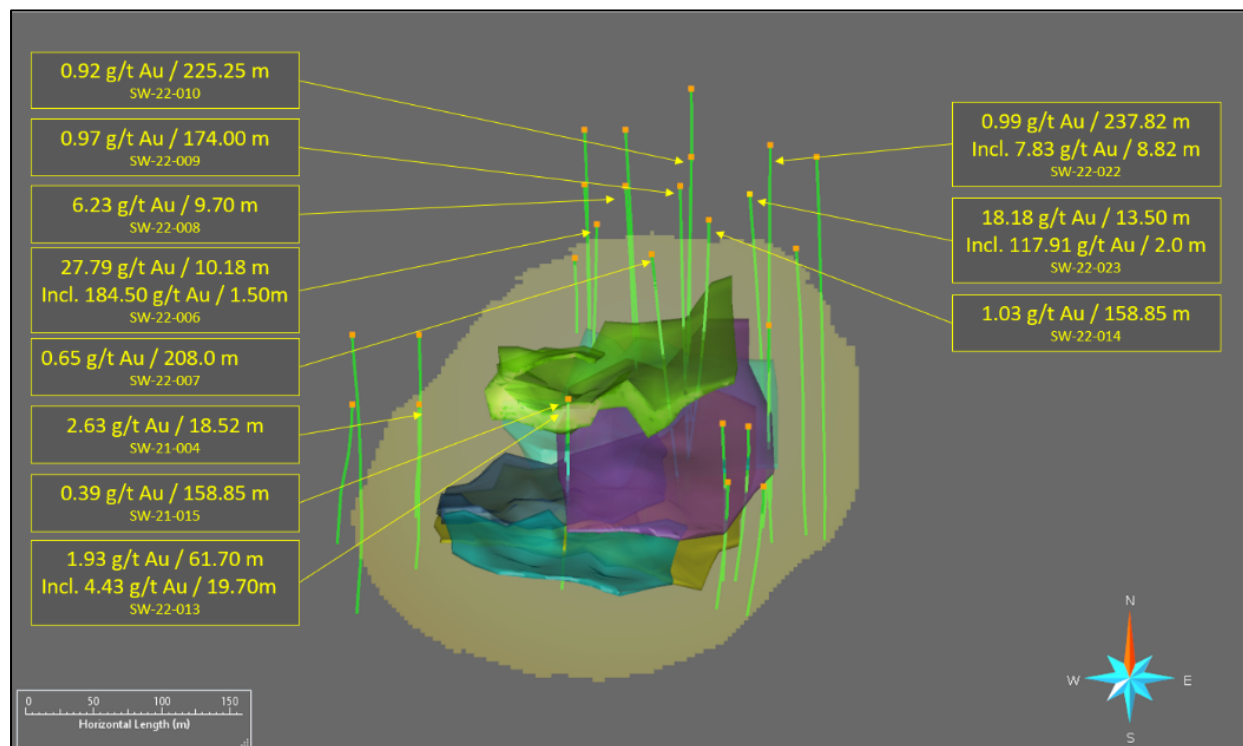 0.92 g/t Au / 225.25 m
SW-22-010
0.97 g/t Au / 174.00 m
SW-22-009
6.23 g/t Au / 9.70 m
SW-22-008
27.79 g/t Au / 10.18 m
Incl. 184.50 g/t Au / 1.50m
SW-22-006
0.65 g/t Au / 208.0 m
SW-22-007
2.63 g/t Au / 18.52 m
SW-21-004
0.39 g/t Au / 158.85 m
SW-21-015
1.93 g/t Au / 61.70 m
Incl. 4.43 g/t Au / 19.70m
SW-22-013
0.99 g/t Au / 237.82 m
Incl. 7.83 g/t Au / 8.82 m
SW-22-022
18.18 g/t Au / 13.50 m
Incl. 117.91 g/t Au / 2.0 m
SW-22-023
1.03 g/t Au / 158.85 m
SW-22-014
0 50 100 150
Horizontal Length (m)
N
W E
S